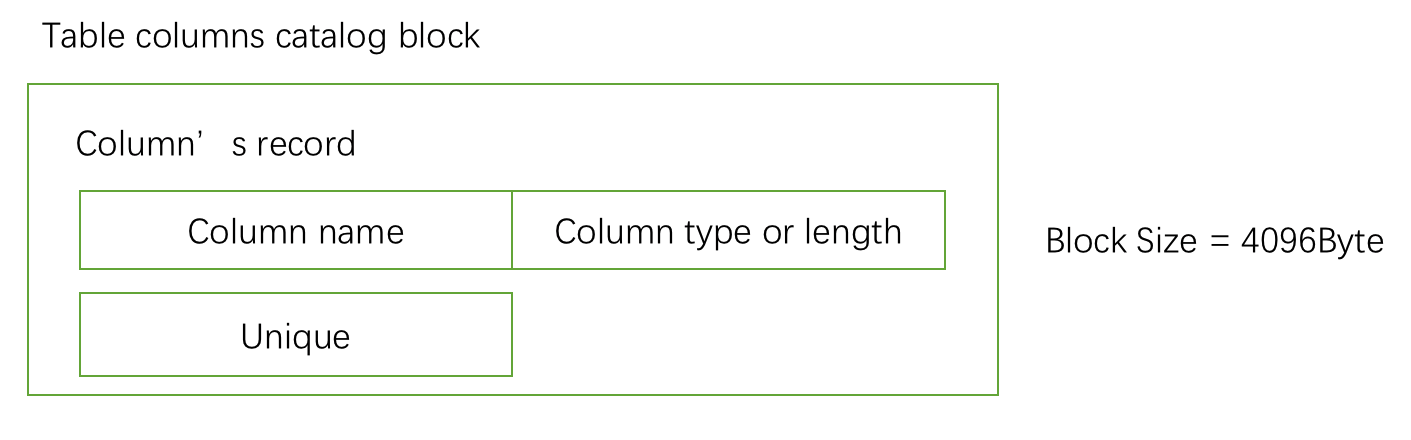 Table columns catalog block
Column’ s record
Column name
Column type or length
Block Size = 4096Byte
Unique